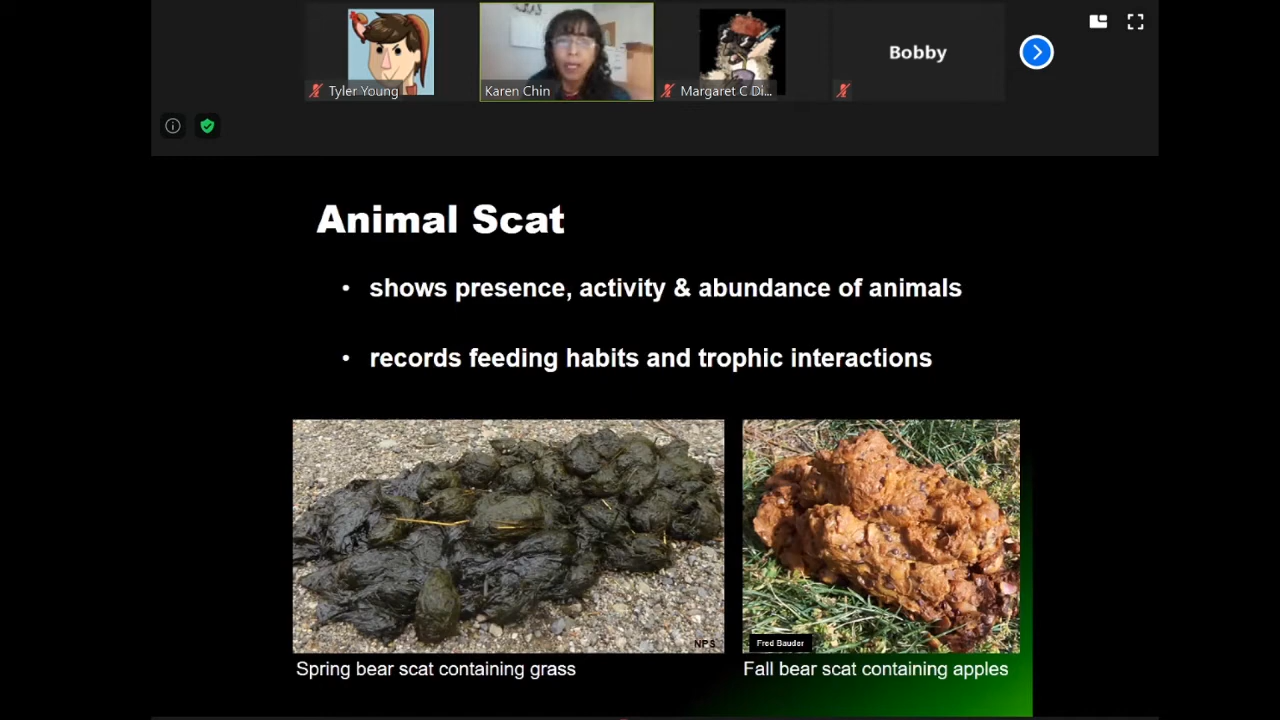 Bobby
Tyler Young
Karen Chin
Margaret C Di...
Animal Scat
• shows presence, activity & abundance of animals
• records feeding habits and trophic interactions
NPS
Fred Bauder
Spring bear scat containing grass
Fall bear scat containing apples